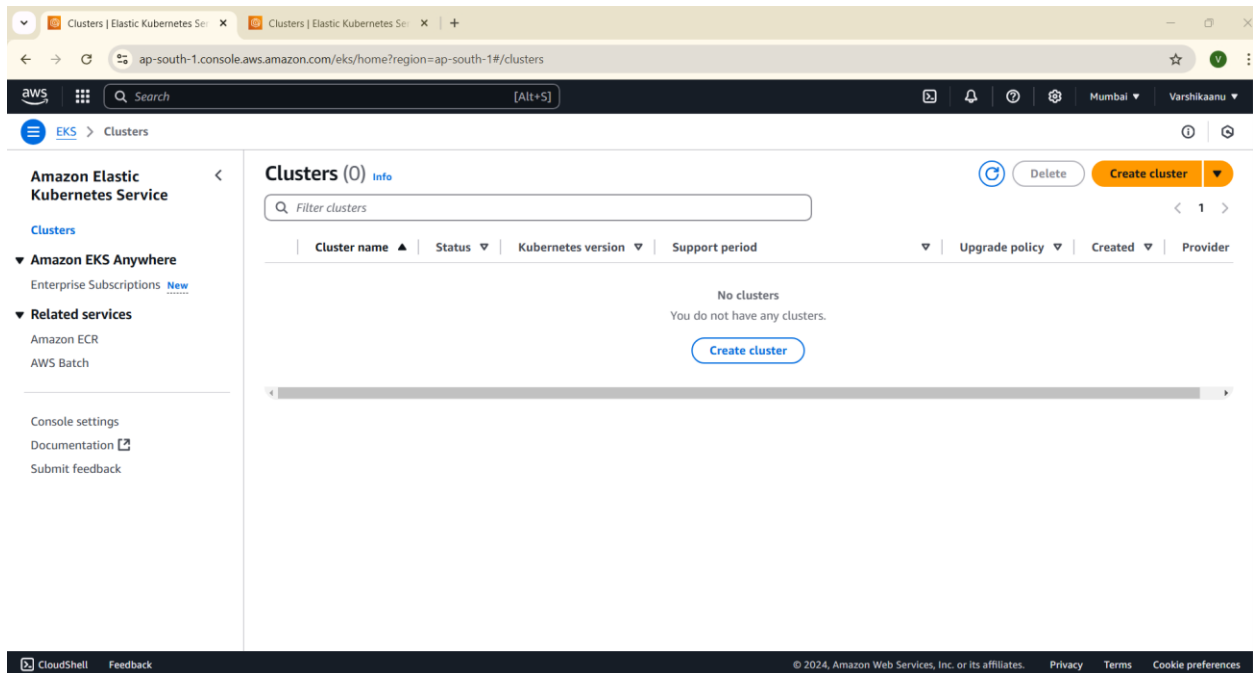 Clusters | Elastic Kubernetes Ser
Clusters | Elastic Kubernetes Ser
ap-south-1.console.aws.amazon.com/eks/home?region=ap-south-1#/clusters
V
aws
Search
[Alt+S]
Mumbai
Varshikaanu
EKS > Clusters
Amazon Elastic
Kubernetes Service
Clusters
Amazon EKS Anywhere
Enterprise Subscriptions New
Related services
Amazon ECR
AWS Batch
Console settings
Documentation
Submit feedback
Clusters (0) Info
Delete
Create cluster
Filter clusters
1
Cluster name Status Kubernetes version Support period Upgrade policy Created Provider
No clusters
You do not have any clusters.
Create cluster
CloudShell Feedback
© 2024, Amazon Web Services, Inc. or its affiliates. Privacy Terms Cookie preferences